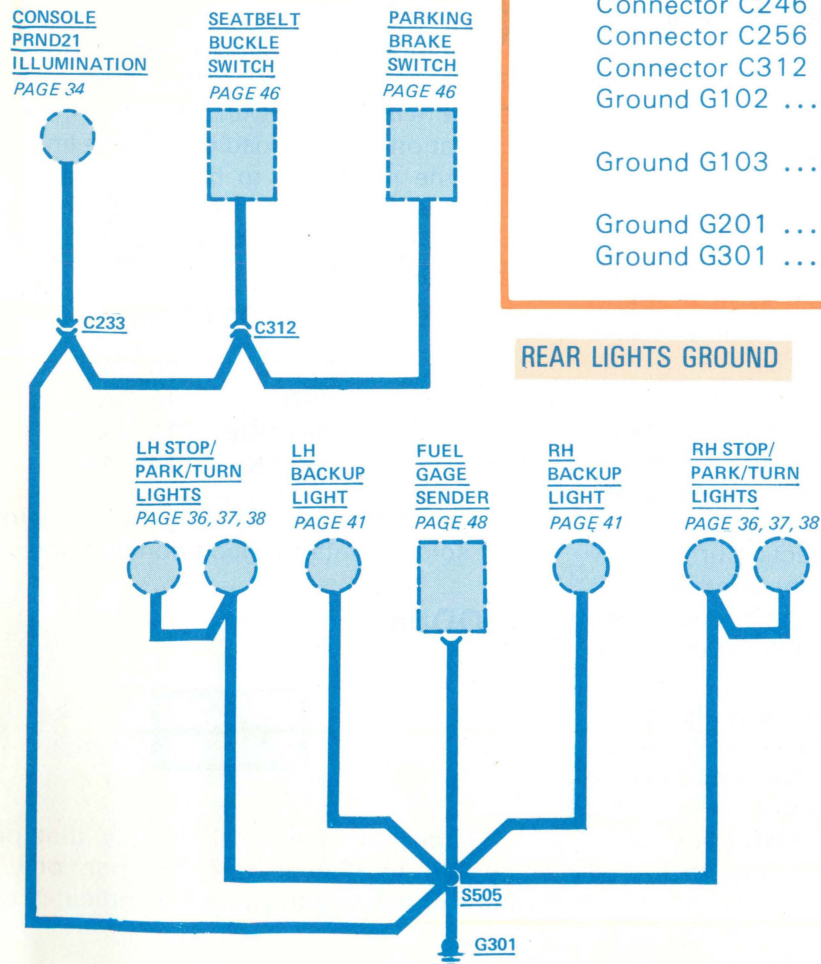 CONSOLE
PRND21
ILLUMINATION
PAGE 34
SEATBELT
BUCKLE
SWITCH
PAGE 46
PARKING
BRAKE
SWITCH
PAGE 46
Connector C246
Connector C256
Connector C312
Ground G102 ...
Ground G103 ...
Ground G201 ...
Ground G301 ...
C233
C312
REAR LIGHTS GROUND
LH STOP/
PARK/TURN
LIGHTS
PAGE 36, 37, 38
LH
BACKUP
LIGHT
PAGE 41
FUEL
GAGE
SENDER
PAGE 48
RH
BACKUP
LIGHT
PAGE 41
RH STOP/
PARK/TURN
LIGHTS
PAGE 36, 37, 38
S505
G301